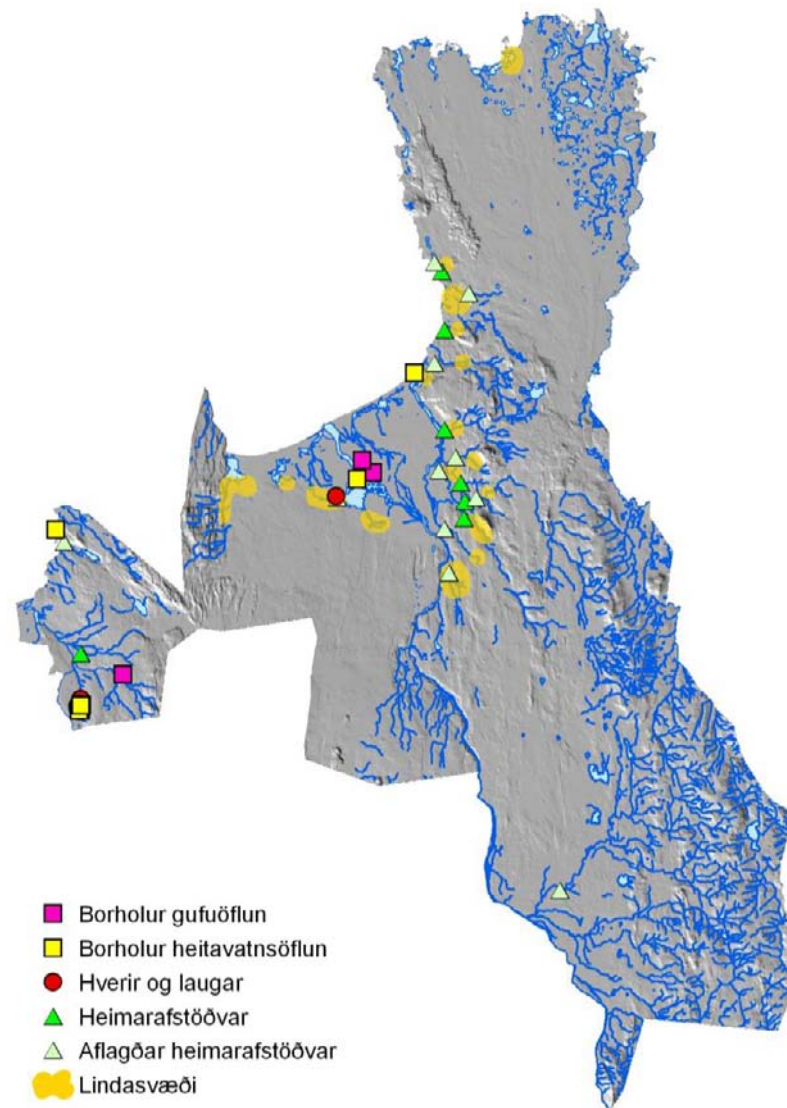 Borholur gufuöflun
Borholur heitavatnsöflun
Hverir og laugar
Heimarafstöðvar
Aflagðar heimarafstöðvar
Lindasvæði